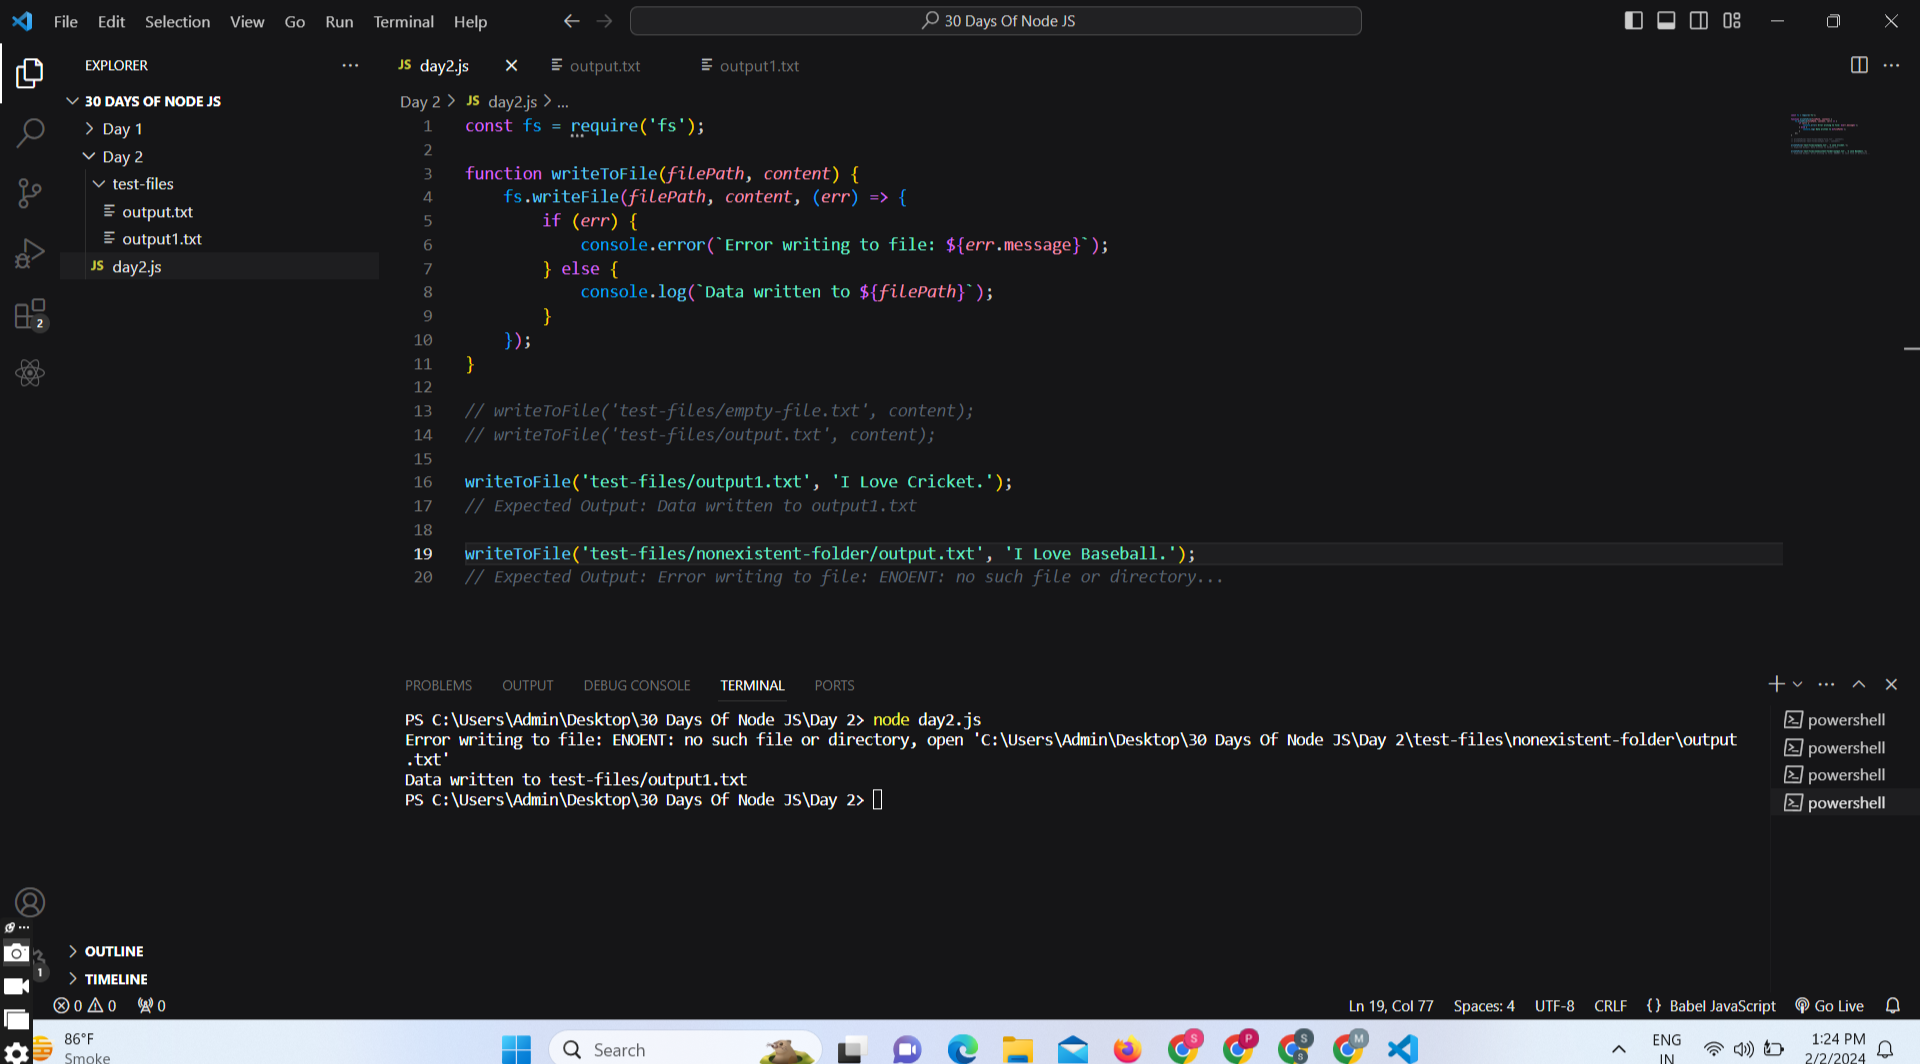 File Edit Selection View Go Run Terminal Help
30 Days Of Node JS
EXPLORER
30 DAYS OF NODE JS
Day 1
Day 2
test-files
output.txt
output1.txt
JS day2.js
JS day2.js output.txt output1.txt
Day 2 > JS day2.js > ...
1 const fs = require('fs');
2
3 function writeToFile(filePath, content) {
4 fs.writeFile(filePath, content, (err) => {
5 if (err) {
6 console.error(`Error writing to file: ${err.message}`);
7 } else {
8 console.log(`Data written to ${filePath}`);
9 }
10 });
11 }
12
13 // writeToFile('test-files/empty-file.txt', content);
14 // writeToFile('test-files/output.txt', content);
15
16 writeToFile('test-files/output1.txt', 'I Love Cricket.');
17 // Expected Output: Data written to output1.txt
18
19 writeToFile('test-files/nonexistent-folder/output.txt', 'I Love Baseball.');
20 // Expected Output: Error writing to file: ENOENT: no such file or directory...
PROBLEMS OUTPUT DEBUG CONSOLE TERMINAL PORTS
PS C:\Users\Admin\Desktop\30 Days Of Node JS\Day 2> node day2.js
Error writing to file: ENOENT: no such file or directory, open 'C:\Users\Admin\Desktop\30 Days Of Node JS\Day 2\test-files\nonexistent-folder\output
.txt'
Data written to test-files/output1.txt
PS C:\Users\Admin\Desktop\30 Days Of Node JS\Day 2>
powershell
powershell
powershell
powershell
2
1
OUTLINE
TIMELINE
0 0 0
Ln 19, Col 77 Spaces: 4 UTF-8 CRLF {} Babel JavaScript Go Live
86°F
Smoke
Search
S P S S M
ENG
IN
1:24 PM
2/2/2024